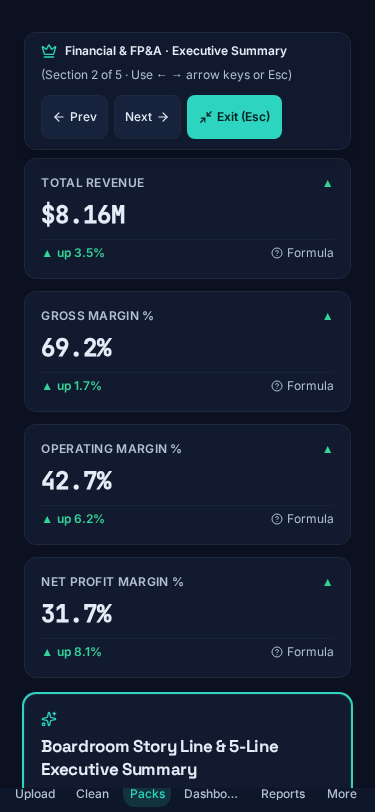 Financial & FP&A · Executive Summary
(Section 2 of 5 · Use ← → arrow keys or Esc)
← Prev
Next →
Exit (Esc)
TOTAL REVENUE ▲
$8.16M
▲ up 3.5%
Formula
GROSS MARGIN % ▲
69.2%
▲ up 1.7%
Formula
OPERATING MARGIN % ▲
42.7%
▲ up 6.2%
Formula
NET PROFIT MARGIN % ▲
31.7%
▲ up 8.1%
Formula
Boardroom Story Line & 5-Line
Executive Summary
Upload
Clean
Packs
Dashbo...
Reports
More